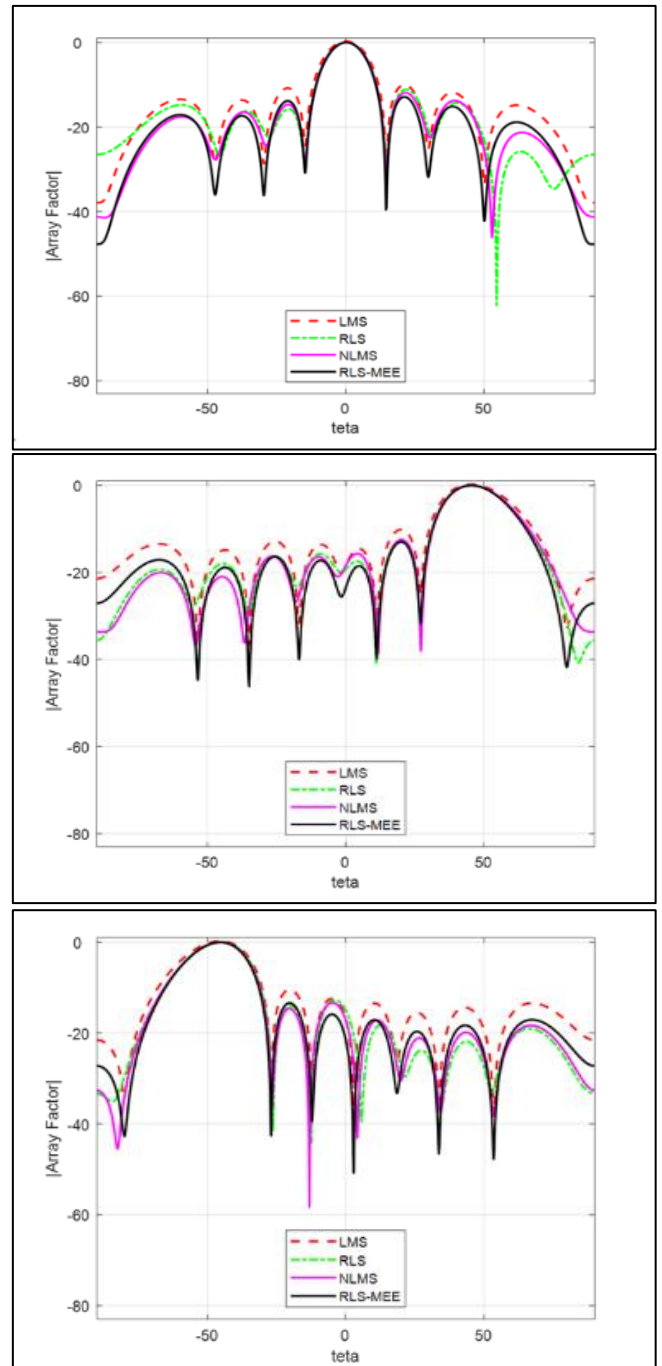 0
-20
-40
-60
-80
|Array Factor|
LMS
RLS
NLMS
RLS-MEE
-50 0 50
teta
0
-20
-40
-60
-80
|Array Factor|
LMS
RLS
NLMS
RLS-MEE
-50 0 50
teta
0
-20
-40
-60
-80
|Array Factor|
LMS
RLS
NLMS
RLS-MEE
-50 0 50
teta